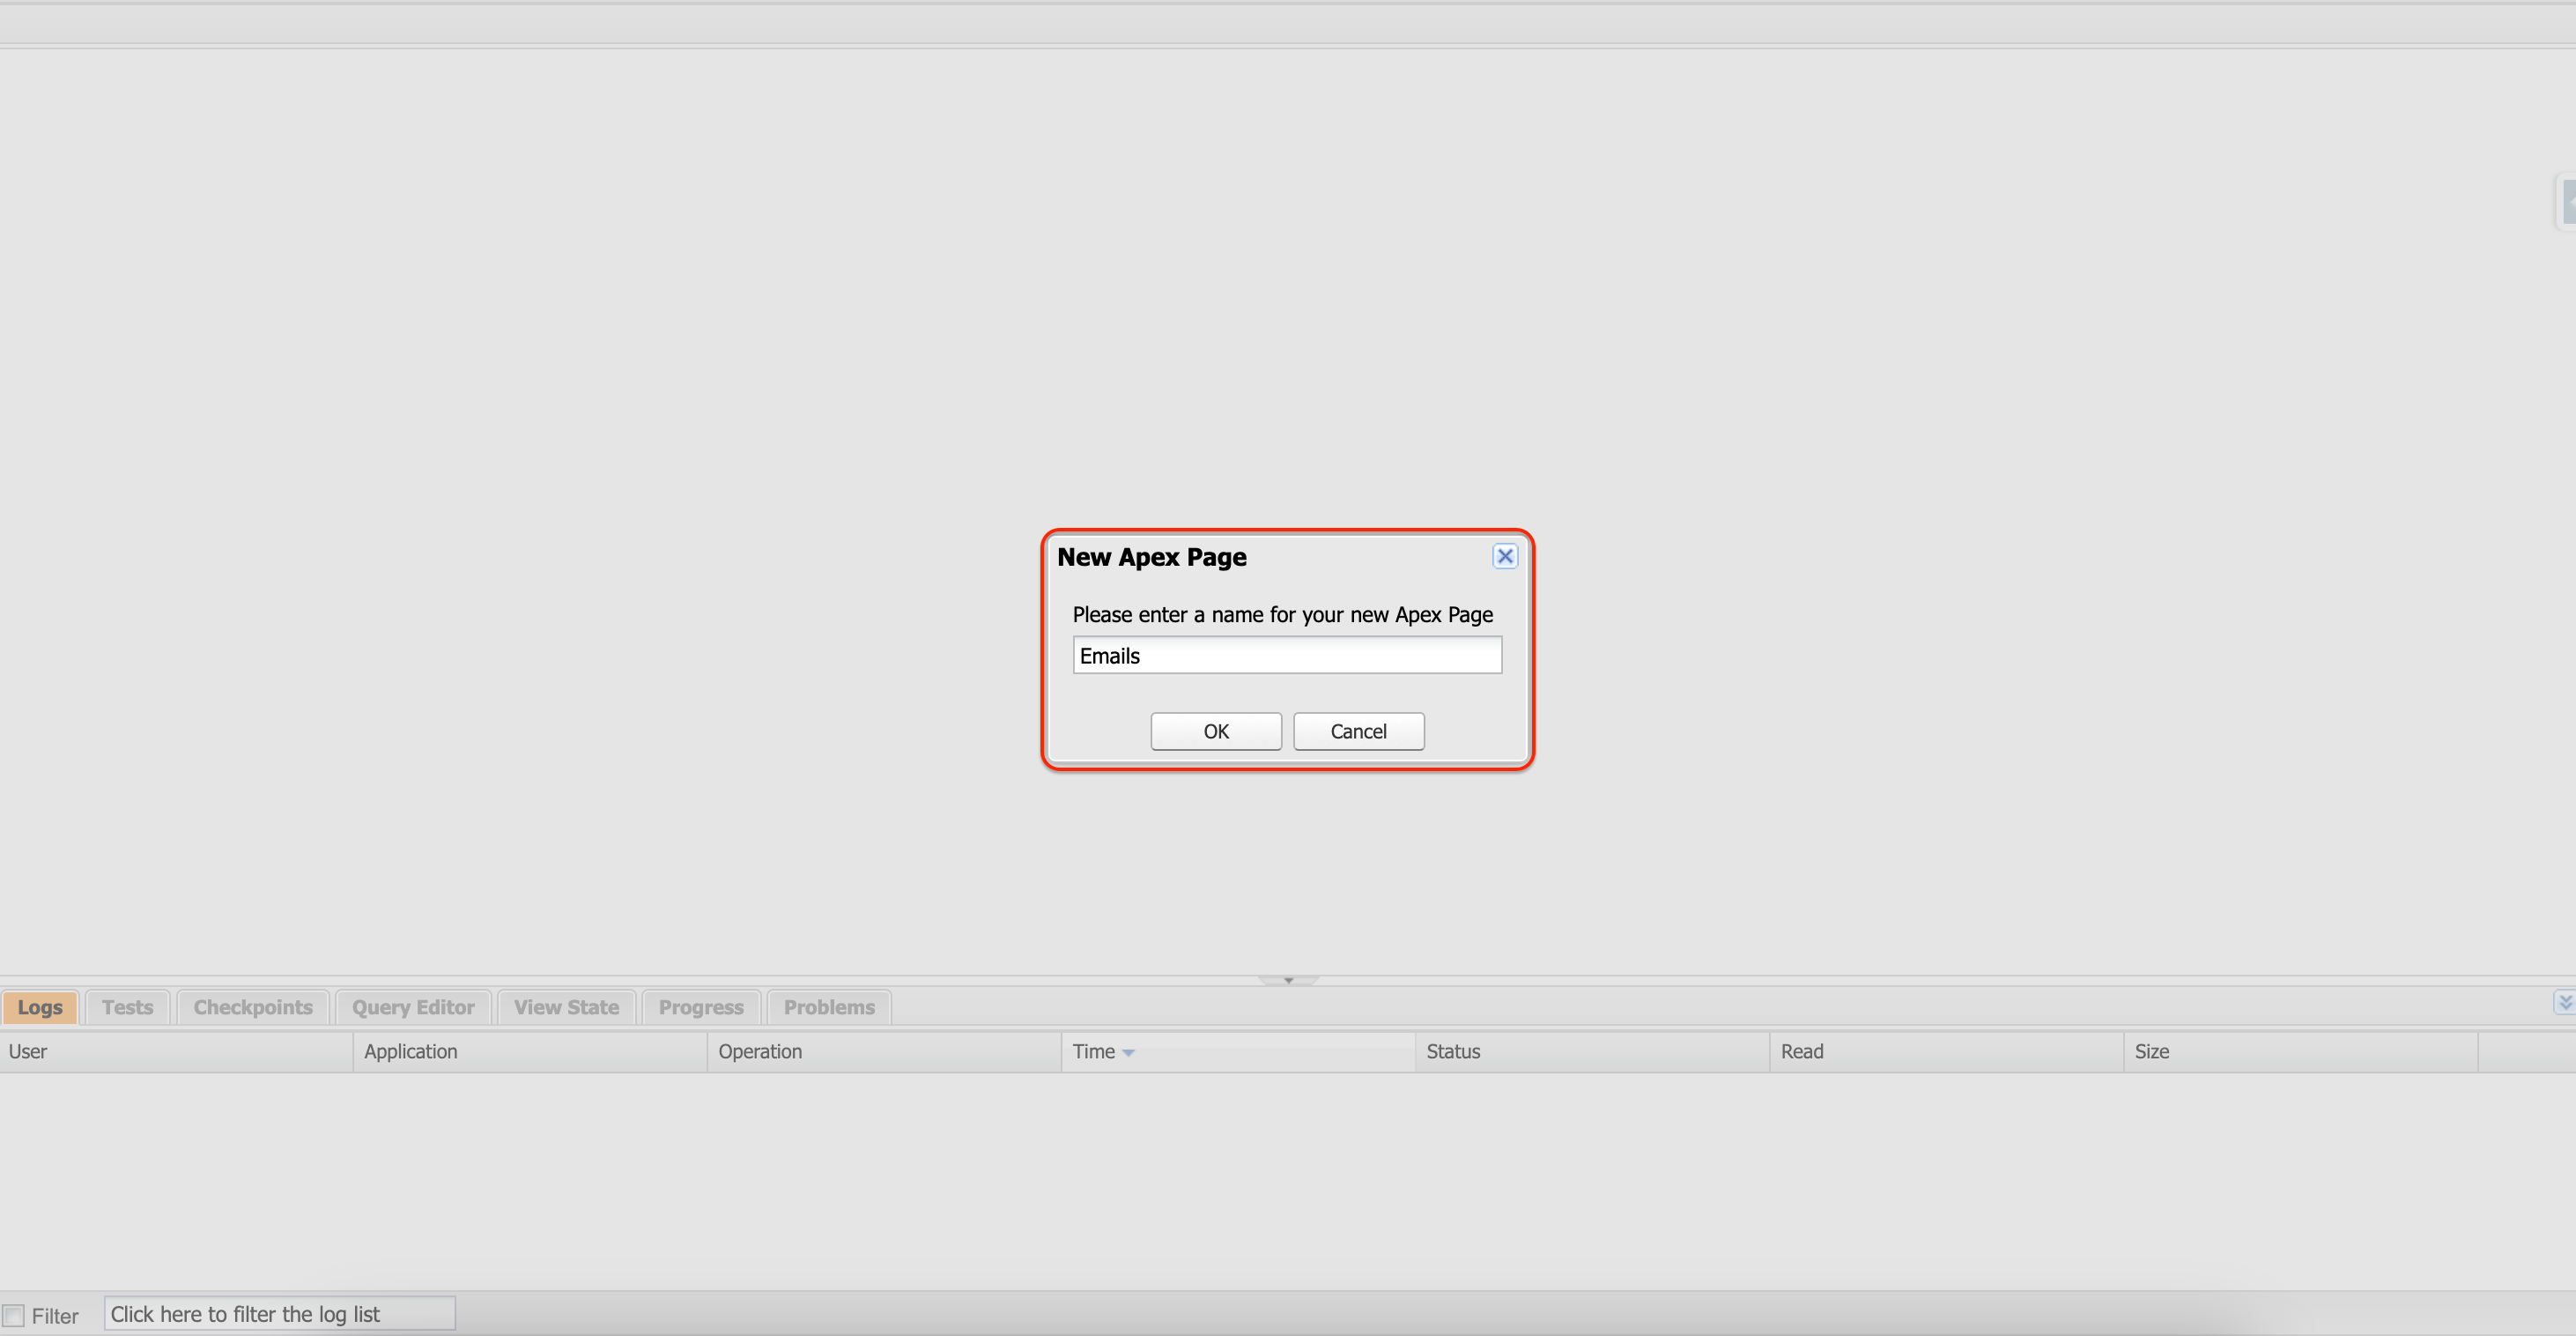 New Apex Page
Please enter a name for your new Apex Page
Emails
OK Cancel
Logs Tests Checkpoints Query Editor View State Progress Problems
User Application Operation Time Status Read Size
Filter Click here to filter the log list